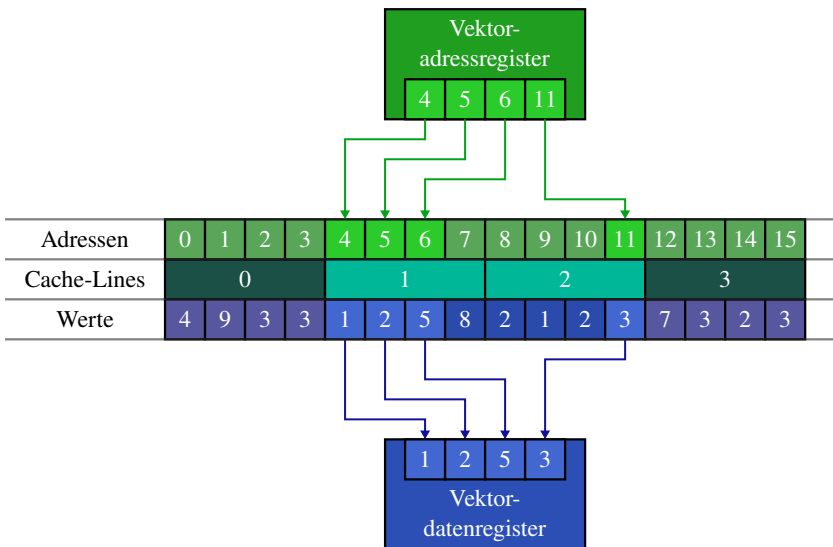 Vektor-
adressregister
4 5 6 11
Adressen 0 1 2 3 4 5 6 7 8 9 10 11 12 13 14 15
Cache-Lines 0 1 2 3
Werte 4 9 3 3 1 2 5 8 2 1 2 3 7 3 2 3
1 2 5 3
Vektor-
datenregister